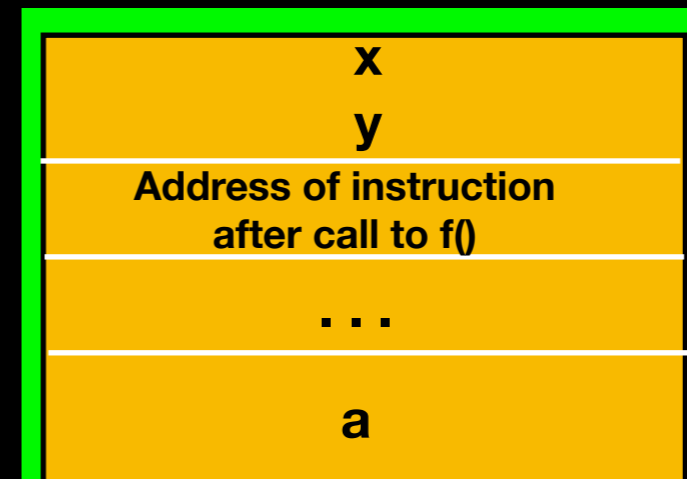 x
y
Address of instruction
after call to f()
. . .
a